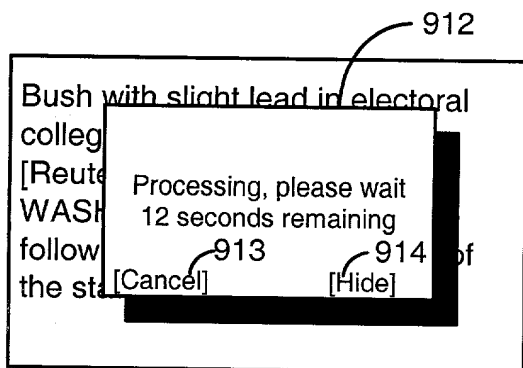 912
Bush with slight lead in electoral
colleg
[Reute
WASH
follow of
the sta
Processing, please wait
12 seconds remaining
913 914
[Cancel] [Hide]